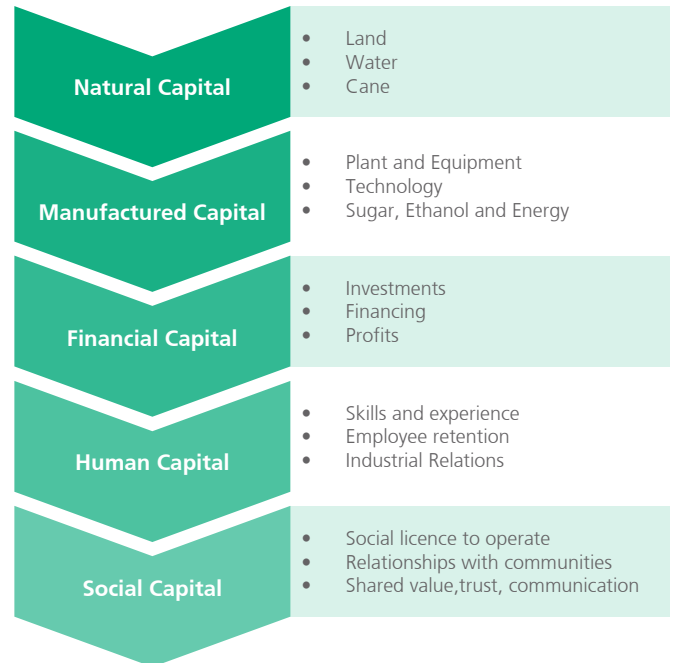 Natural Capital
• Land
• Water
• Cane
Manufactured Capital
• Plant and Equipment
• Technology
• Sugar, Ethanol and Energy
Financial Capital
• Investments
• Financing
• Profits
Human Capital
• Skills and experience
• Employee retention
• Industrial Relations
Social Capital
• Social licence to operate
• Relationships with communities
• Shared value,trust, communication